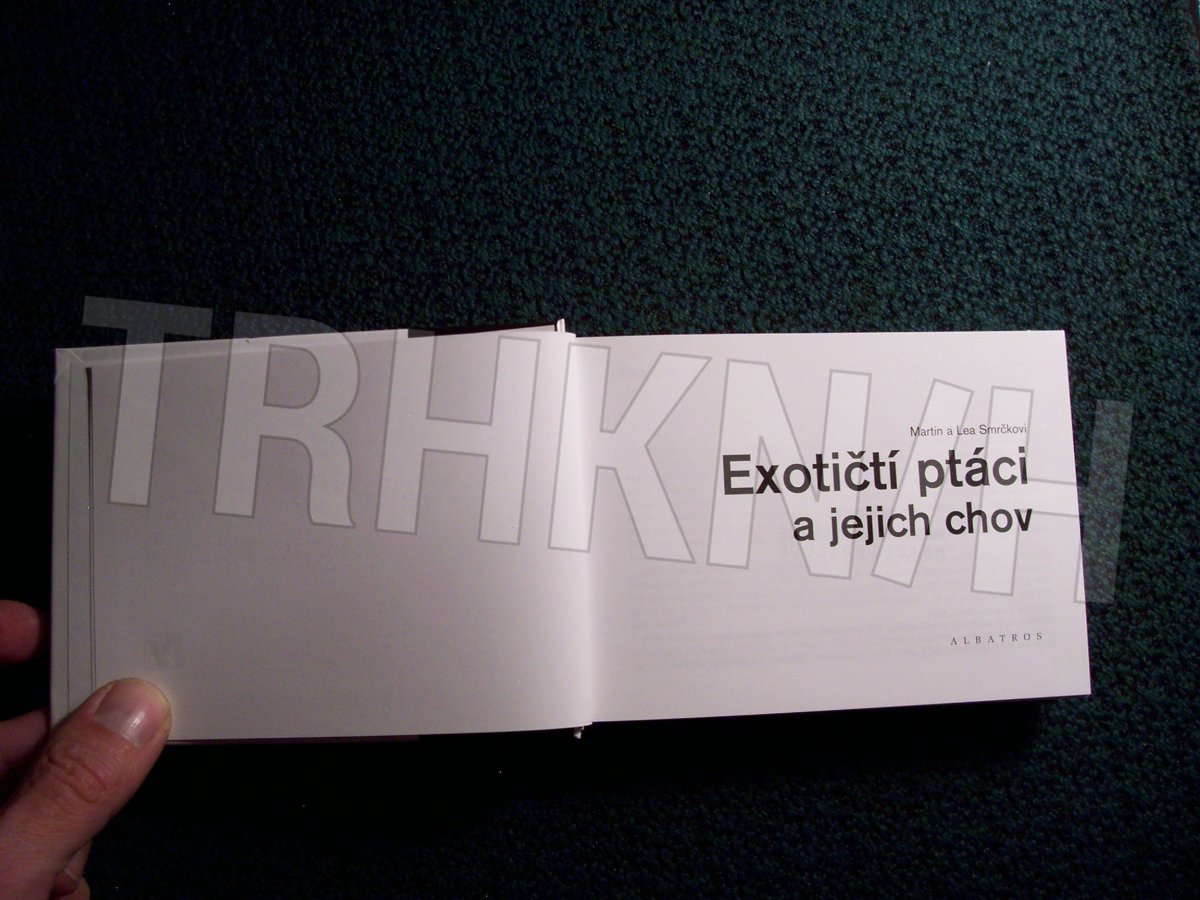 TRHKNIH
Martin a Lea Smrčkovi
Exotičtí ptáci
a jejich chov
ALBATROS